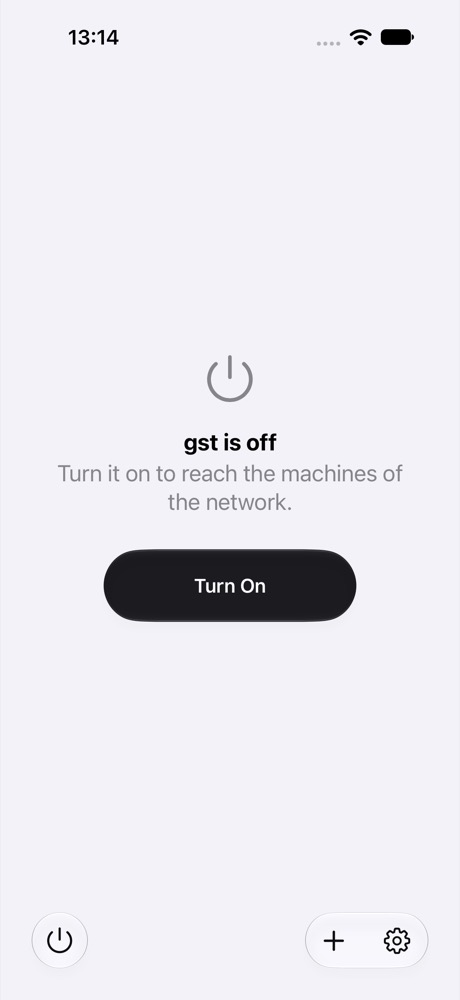 13:14
gst is off
Turn it on to reach the machines of
the network.
Turn On